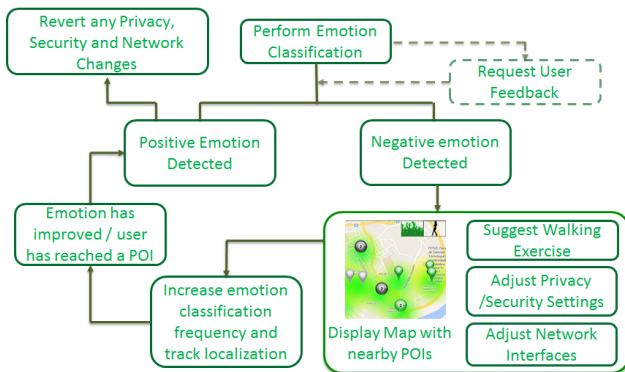 Revert any Privacy,
Security and Network
Changes
Perform Emotion
Classification
Request User
Feedback
Positive Emotion
Detected
Negative emotion
Detected
Emotion has
improved / user
has reached a POI
Increase emotion
classification
frequency and
track localization
Display Map with
nearby POIs
Suggest Walking
Exercise
Adjust Privacy
/Security Settings
Adjust Network
Interfaces